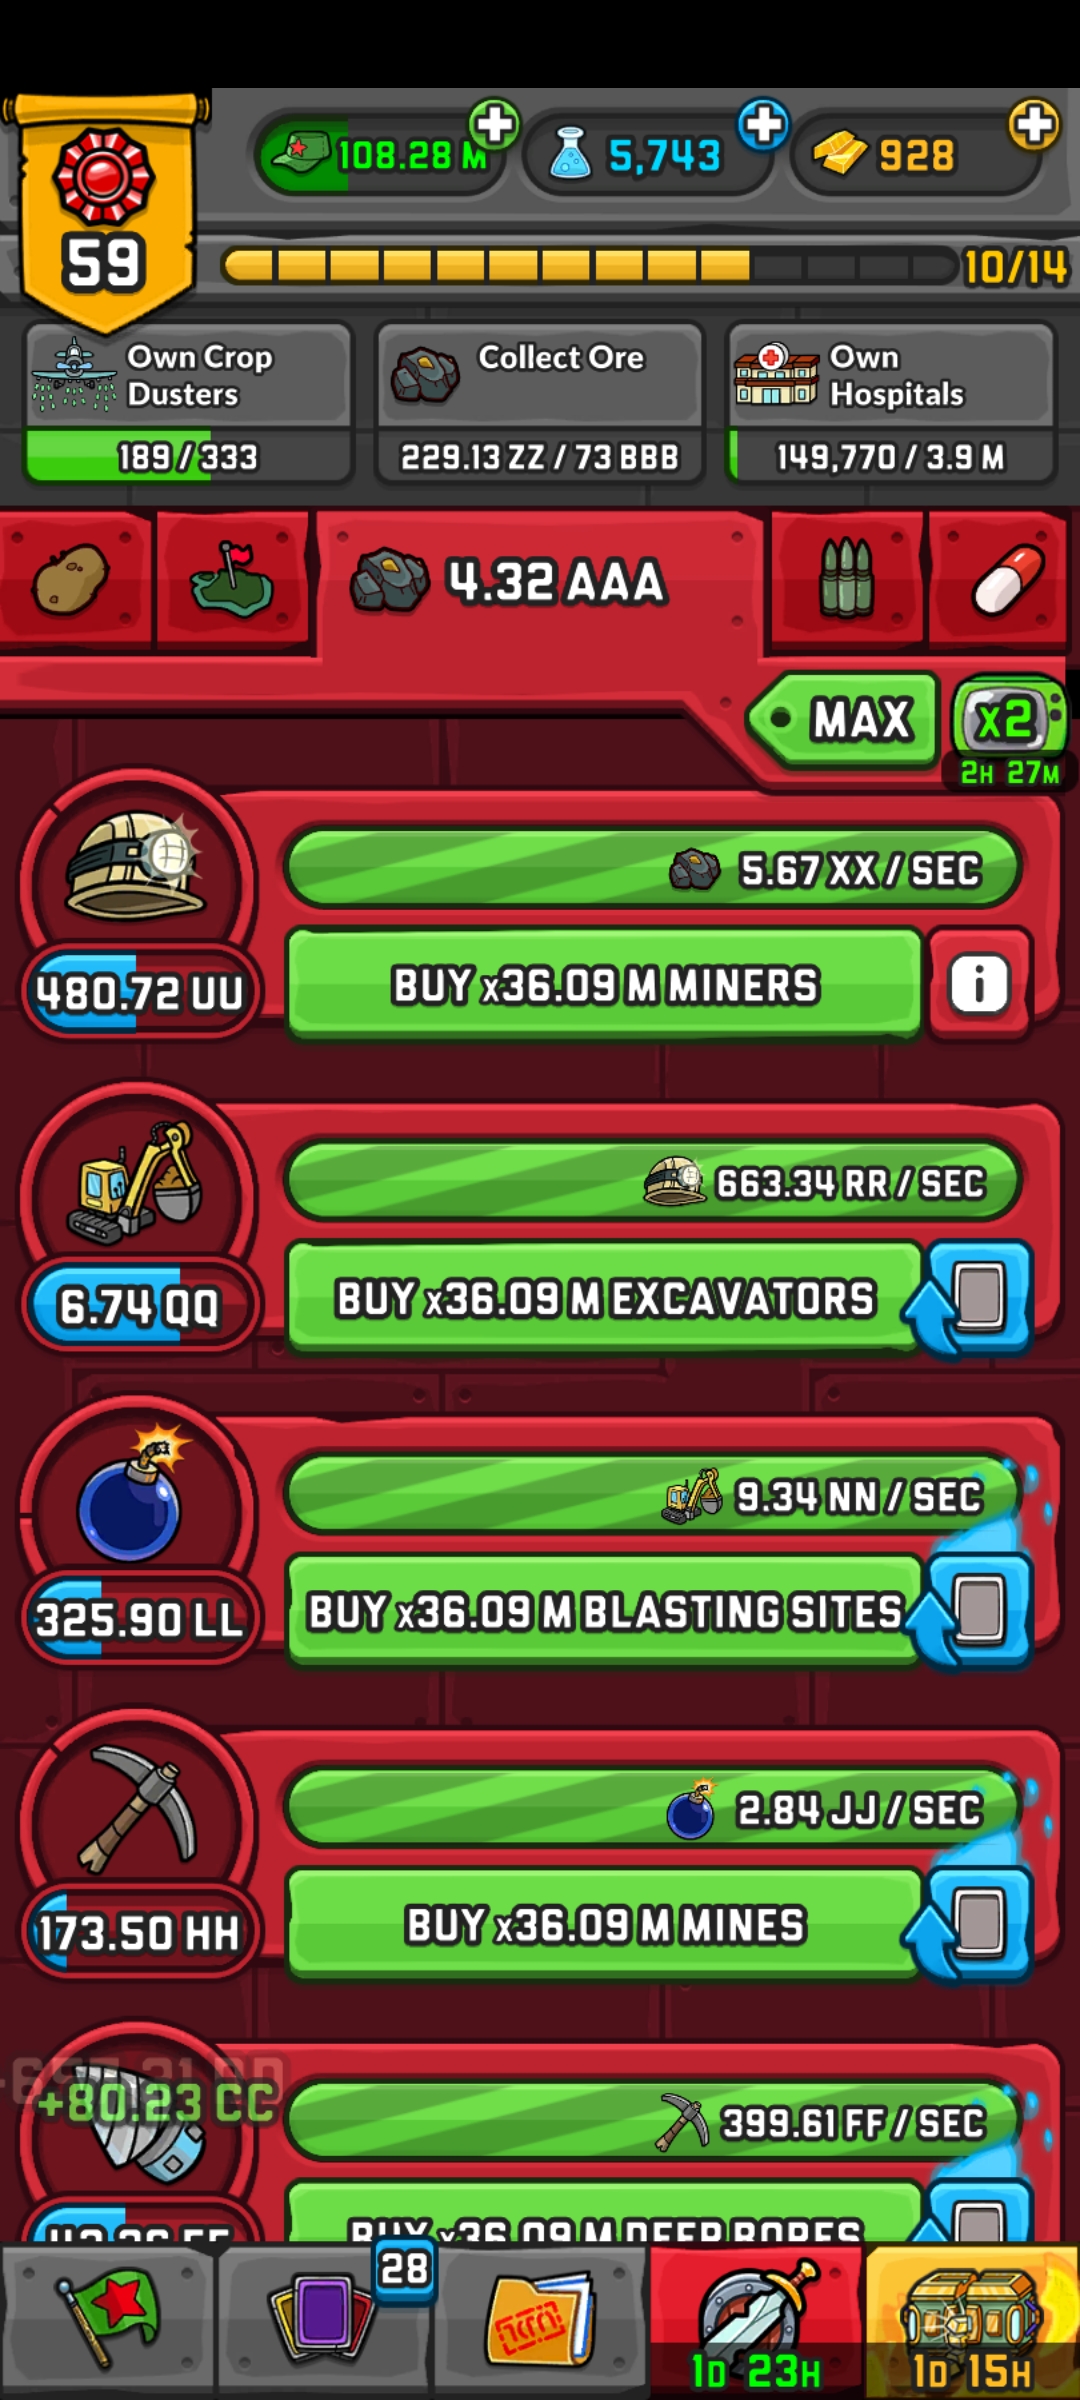 108.28 M
5,743
928
59
10/14
Own Crop
Dusters
189 / 333
Collect Ore
229.13 ZZ / 73 BBB
Own
Hospitals
149,770 / 3.9 M
4.32 AAA
MAX
x2
2H 27M
5.67 XX / SEC
480.72 UU
BUY x36.09 M MINERS
i
663.34 RR / SEC
6.74 QQ
BUY x36.09 M EXCAVATORS
9.34 NN / SEC
325.90 LL
BUY x36.09 M BLASTING SITES
2.84 JJ / SEC
173.50 HH
BUY x36.09 M MINES
+80.23 CC
399.61 FF / SEC
BUY x36.09 M DEEP BORES
28
1D 23H
1D 15H